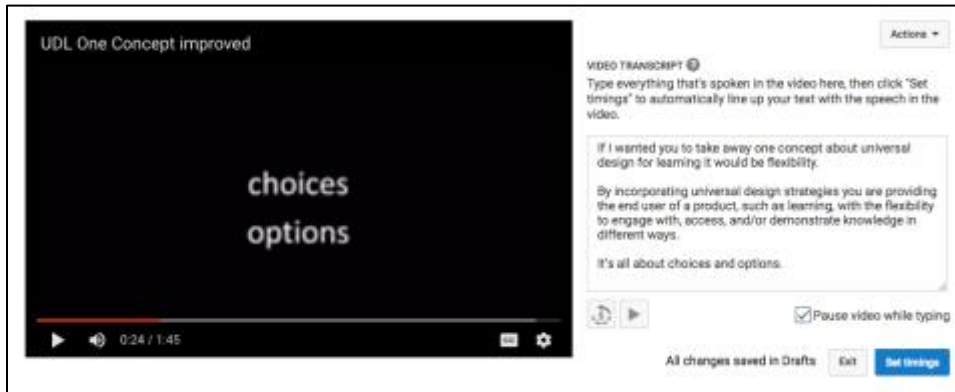 UDL One Concept improved
choices
options
0:24 / 1:45
Actions
VIDEO TRANSCRIPT
Type everything that's spoken in the video here, then click "Set
timings" to automatically line up your text with the speech in the
video.
If I wanted you to take away one concept about universal
design for learning it would be flexibility.
By incorporating universal design strategies you are providing
the end user of a product, such as learning, with the flexibility
to engage with, access, and/or demonstrate knowledge in
different ways.
It's all about choices and options.
Pause video while typing
All changes saved in Drafts
Exit
Set timings